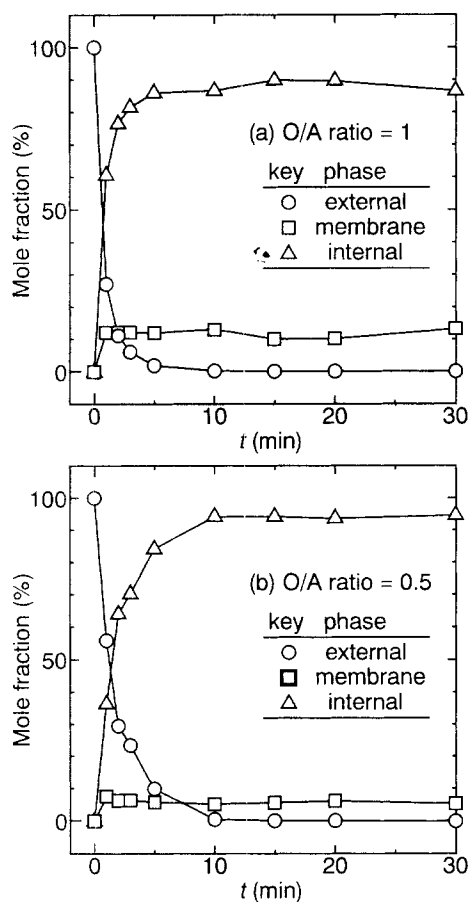 100
50
0
Mole fraction (%)
(a) O/A ratio = 1
key phase
external
membrane
internal
0 10 20 30
t (min)
100
50
0
Mole fraction (%)
(b) O/A ratio = 0.5
key phase
external
membrane
internal
0 10 20 30
t (min)